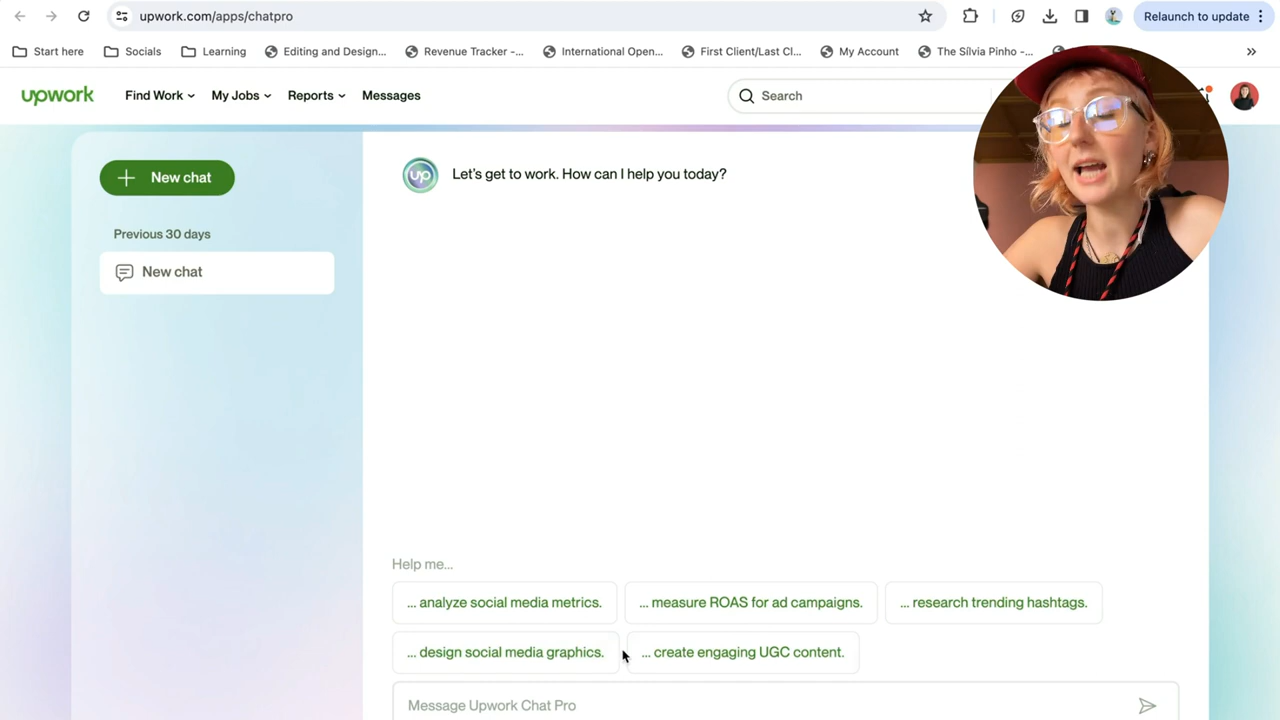 upwork.com/apps/chatpro
Relaunch to update
Start here
Socials
Learning
Editing and Design...
Revenue Tracker -...
International Open...
First Client/Last Cl...
My Account
The Sílvia Pinho -...
upwork
Find Work
My Jobs
Reports
Messages
Search
New chat
Previous 30 days
New chat
up
Let's get to work. How can I help you today?
Help me...
... analyze social media metrics.
... measure ROAS for ad campaigns.
... research trending hashtags.
... design social media graphics.
... create engaging UGC content.
Message Upwork Chat Pro